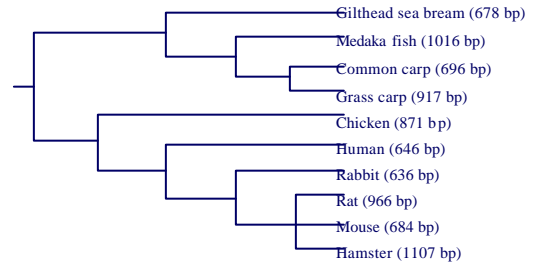 Gilthead sea bream (678 bp)
Medaka fish (1016 bp)
Common carp (696 bp)
Grass carp (917 bp)
Chicken (871 bp)
Human (646 bp)
Rabbit (636 bp)
Rat (966 bp)
Mouse (684 bp)
Hamster (1107 bp)